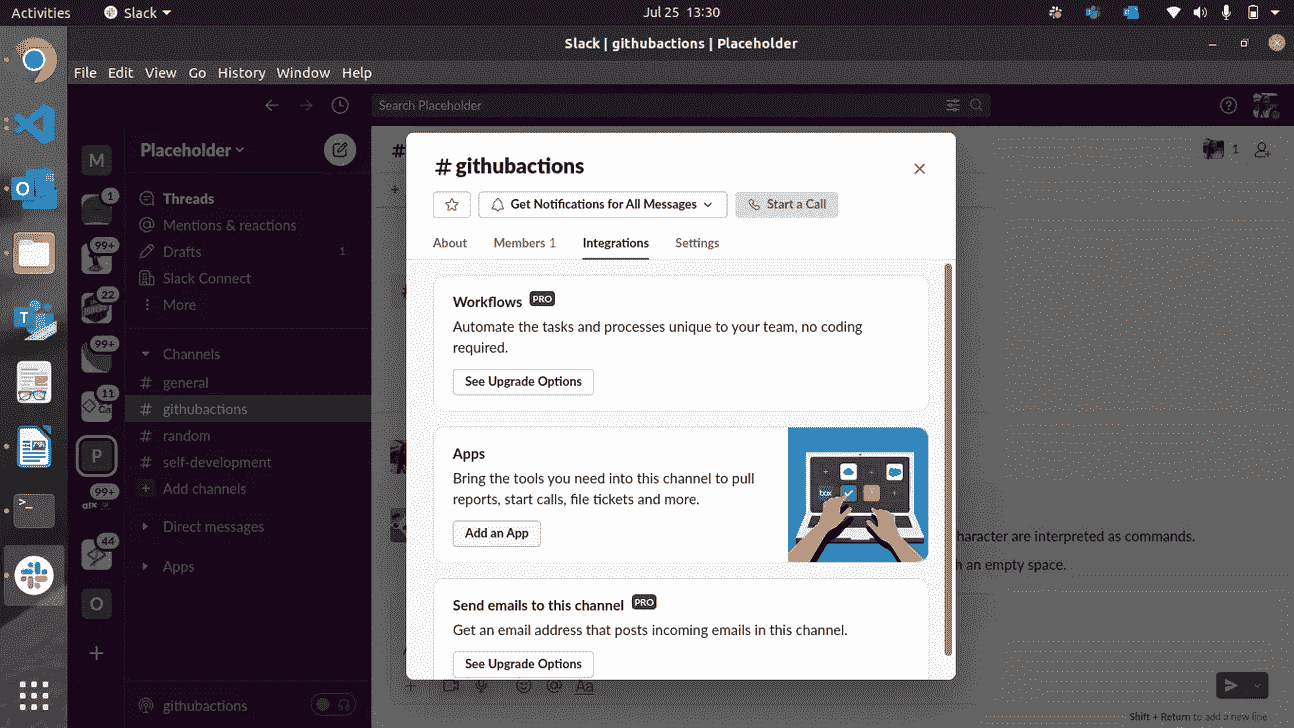 Activities Slack Jul 25 13:30
Slack | githubactions | Placeholder
File Edit View Go History Window Help
Search Placeholder
M
Placeholder
1
Threads
Mentions & reactions
99+
Drafts 1
Slack Connect
22
More
99+
Channels
general
11
githubactions
P
random
self-development
99+
Add channels
alx
Direct messages
44
Apps
O
githubactions
# githubactions
Get Notifications for All Messages
Start a Call
About Members 1 Integrations Settings
Workflows PRO
Automate the tasks and processes unique to your team, no coding
required.
See Upgrade Options
Apps
Bring the tools you need into this channel to pull
reports, start calls, file tickets and more.
Add an App
box
Send emails to this channel PRO
Get an email address that posts incoming emails in this channel.
See Upgrade Options
1
haracter are interpreted as commands.
h an empty space.
Aa
Shift + Return to add a new line